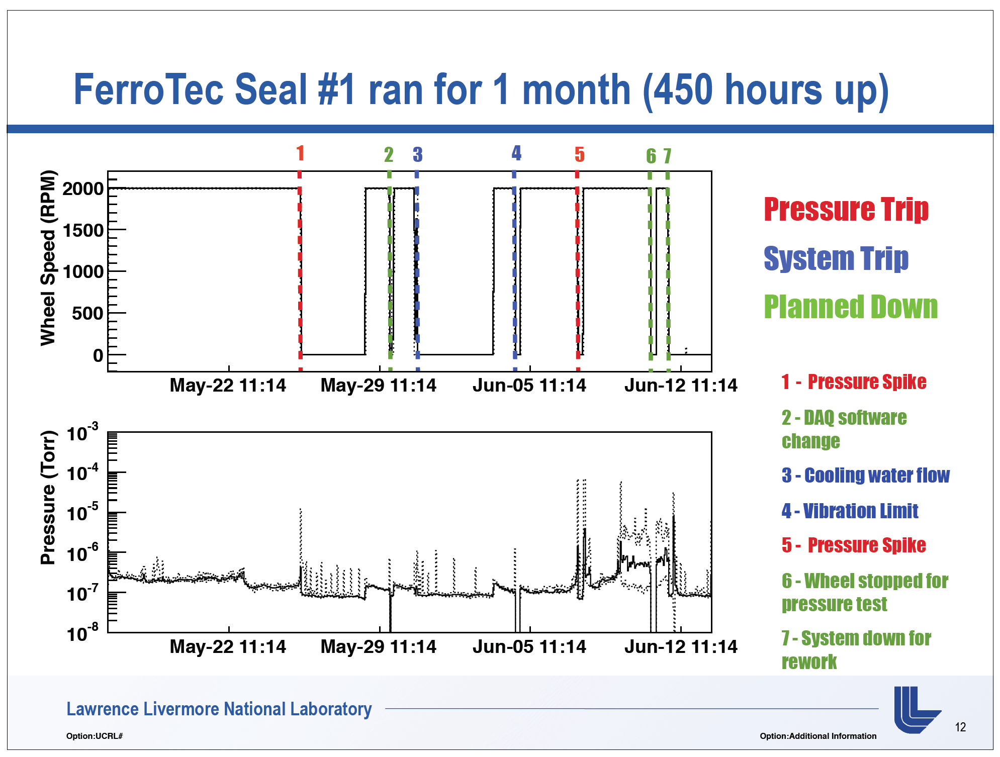 FerroTec Seal #1 ran for 1 month (450 hours up)
1 2 3 4 5 6 7
Wheel Speed (RPM)
2000
1500
1000
500
0
May-22 11:14 May-29 11:14 Jun-05 11:14 Jun-12 11:14
Pressure Trip
System Trip
Planned Down
Pressure (Torr)
10-3
10-4
10-5
10-6
10-7
10-8
May-22 11:14 May-29 11:14 Jun-05 11:14 Jun-12 11:14
1 - Pressure Spike
2 - DAQ software
change
3 - Cooling water flow
4 - Vibration Limit
5 - Pressure Spike
6 - Wheel stopped for
pressure test
7 - System down for
rework
Lawrence Livermore National Laboratory
Option:UCRL#
Option:Additional Information
12